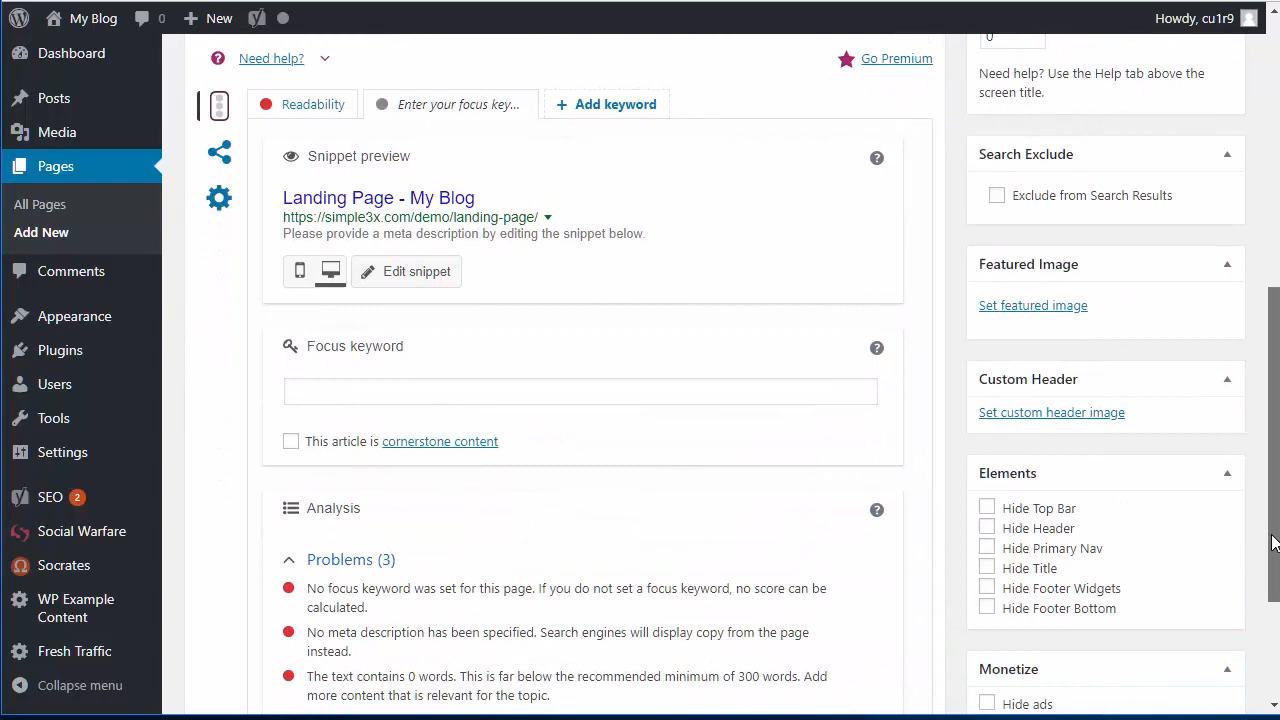 My Blog
0
New
Howdy, cu1r9
Dashboard
Posts
Media
Pages
All Pages
Add New
Comments
Appearance
Plugins
Users
Tools
Settings
SEO 2
Social Warfare
Socrates
WP Example
Content
Fresh Traffic
Collapse menu
Need help?
Go Premium
Readability
Enter your focus key...
+ Add keyword
Snippet preview
Landing Page - My Blog
https://simple3x.com/demo/landing-page/
Please provide a meta description by editing the snippet below.
Edit snippet
Focus keyword
This article is cornerstone content
Analysis
Problems (3)
No focus keyword was set for this page. If you do not set a focus keyword, no score can be
calculated.
No meta description has been specified. Search engines will display copy from the page
instead.
The text contains 0 words. This is far below the recommended minimum of 300 words. Add
more content that is relevant for the topic.
0
Need help? Use the Help tab above the
screen title.
Search Exclude
Exclude from Search Results
Featured Image
Set featured image
Custom Header
Set custom header image
Elements
Hide Top Bar
Hide Header
Hide Primary Nav
Hide Title
Hide Footer Widgets
Hide Footer Bottom
Monetize
Hide ads